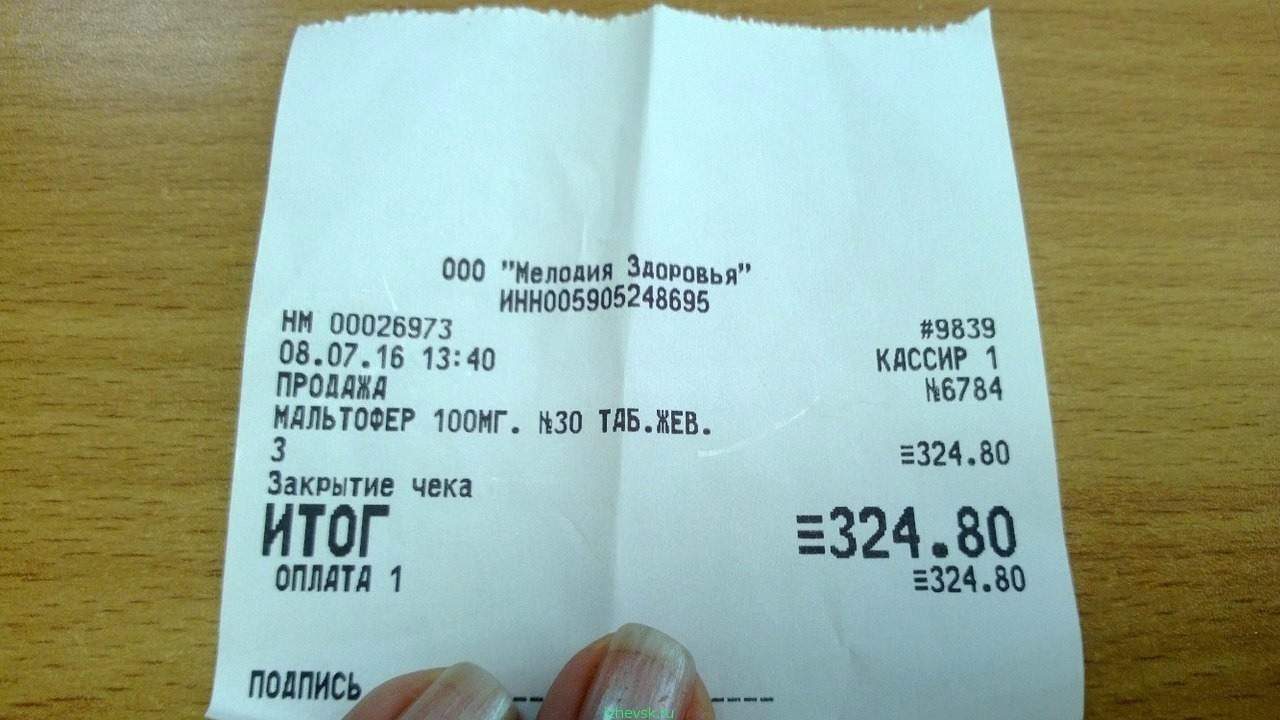 ООО "Мелодия Здоровья"
ИНН005905248695
НМ 00026973 #9839
08.07.16 13:40 КАССИР 1
ПРОДАЖА №6784
МАЛЬТОФЕР 100МГ. №30 ТАБ.ЖЕВ.
3 ≡324.80
Закрытие чека
ИТОГ ≡324.80
ОПЛАТА 1 ≡324.80
ПОДПИСЬ